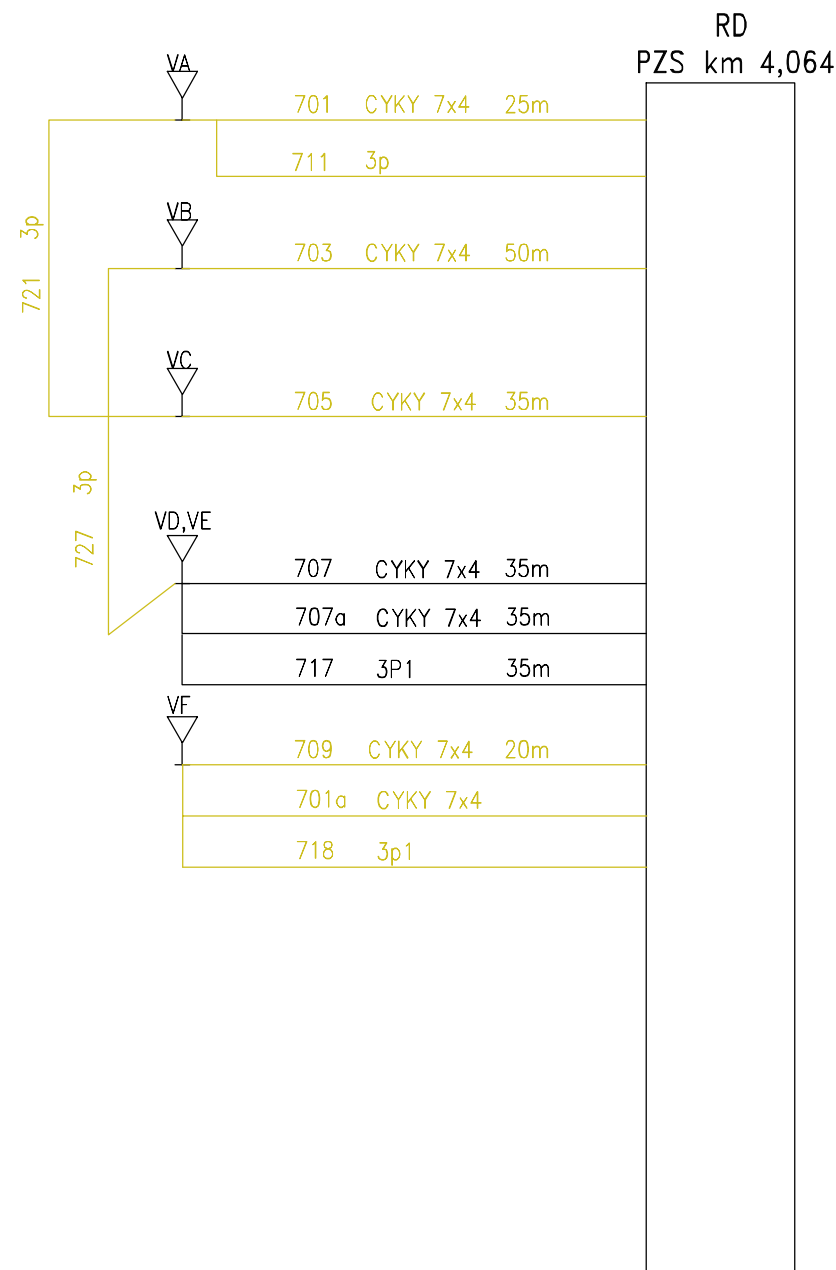 RD
PZS km 4,064
VA
701 CYKY 7x4 25m
711 3p
721 3p
VB
703 CYKY 7x4 50m
VC
705 CYKY 7x4 35m
727 3p
VD,VE
707 CYKY 7x4 35m
707a CYKY 7x4 35m
717 3P1 35m
VF
709 CYKY 7x4 20m
701a CYKY 7x4
718 3p1